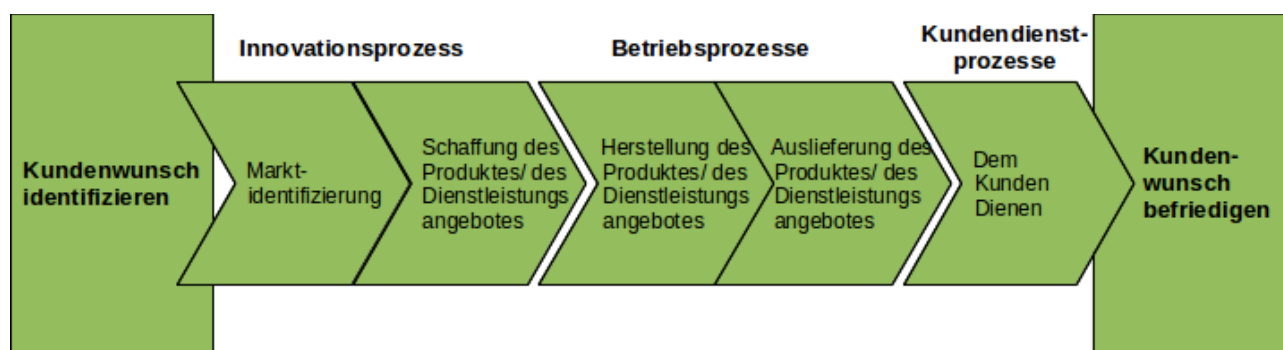 Innovationsprozess
Betriebsprozesse
Kundendienst-
prozesse
Kundenwunsch
identifizieren
Markt-
identifizierung
Schaffung des
Produktes/ des
Dienstleistungs
angebotes
Herstellung des
Produktes/ des
Dienstleistungs
angebotes
Auslieferung des
Produktes/ des
Dienstleistungs
angebotes
Dem
Kunden
Dienen
Kunden-
wunsch
befriedigen